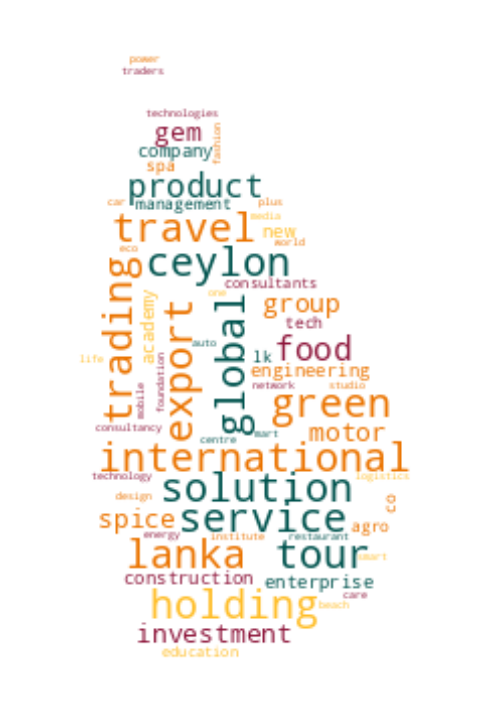 power
traders
technologies
gem
fashion
company
spa
product
car
management
plus
travel
media
new
world
eco
ceylon
consultants
trading
academy
one
export
global
group
tech
auto
lk
food
life
foundation
engineering
mobile
network
studio
green
consultancy
centre
mart
motor
international
technology
logistics
solution
design
co
spice
service
agro
energy
institute
restaurant
lanka
tour
smart
construction
enterprise
care
holding
beach
investment
education